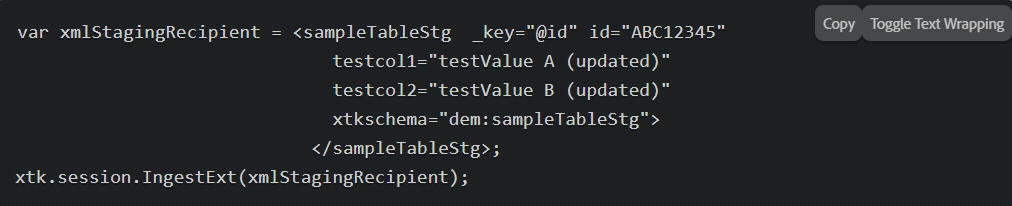 Copy Toggle Text Wrapping
var xmlStagingRecipient = <sampleTableStg  _key="@id" id="ABC12345"
testcol1="testValue A (updated)"
testcol2="testValue B (updated)"
xtkschema="dem:sampleTableStg">
</sampleTableStg>;
xtk.session.IngestExt(xmlStagingRecipient);